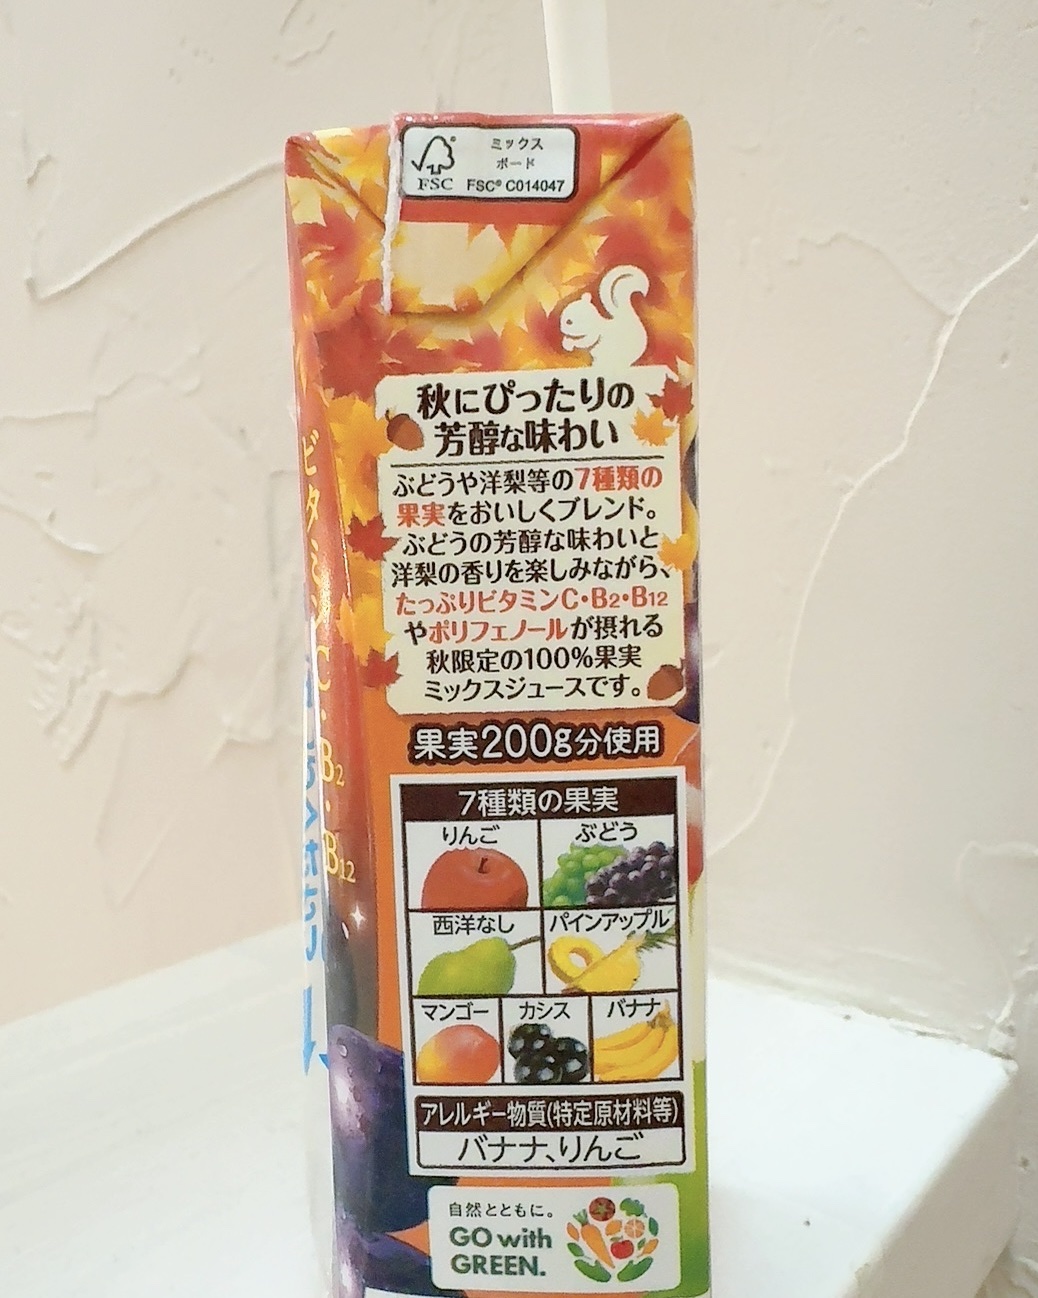 ミックス
ボード
FSC
FSC® C014047
秋にぴったりの
芳醇な味わい
ぶどうや洋梨等の7種類の
果実をおいしくブレンド。
ぶどうの芳醇な味わいと
洋梨の香りを楽しみながら、
たっぷりビタミンC・B2・B12
やポリフェノールが摂れる
秋限定の100%果実
ミックスジュースです。
果実200g分使用
7種類の果実
りんご ぶどう
西洋なし パインアップル
マンゴー カシス バナナ
アレルギー物質(特定原材料等)
バナナ、りんご
自然とともに。
GO with
GREEN.
ビタミンC・B2・B12